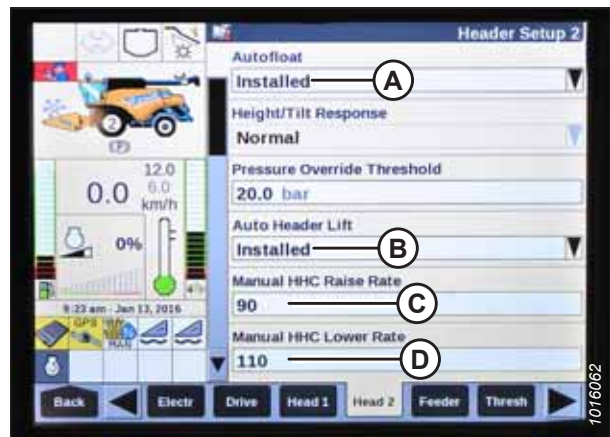 Header Setup 2
Autofloat
Installed
A
Height/Tilt Response
Normal
Pressure Override Threshold
20.0 bar
Auto Header Lift
Installed
B
Manual HHC Raise Rate
90
C
Manual HHC Lower Rate
110
D
(P)
12.0
0.0 6.0
km/h
0%
9:23 am - Jan 13, 2016
GPS
MAN
Back
Electr
Drive
Head 1
Head 2
Feeder
Thresh
1016062